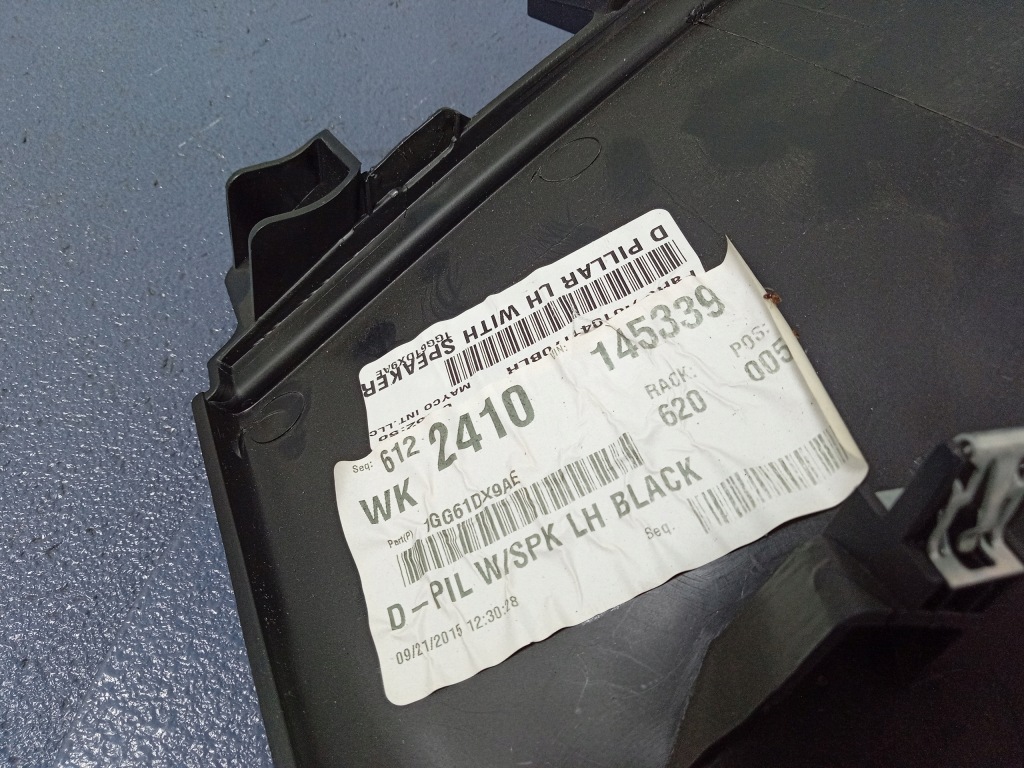 D PILLAR LH WITH SPEAKER
1GG61DX9AE
MAYCO INT. LLC
Seq: 612 2410
145339
WK
RACK: 620
POS: 005
Part(P) 1GG61DX9AE
D-PIL W/SPK LH BLACK
Seq.
09/21/2015 12:30:28